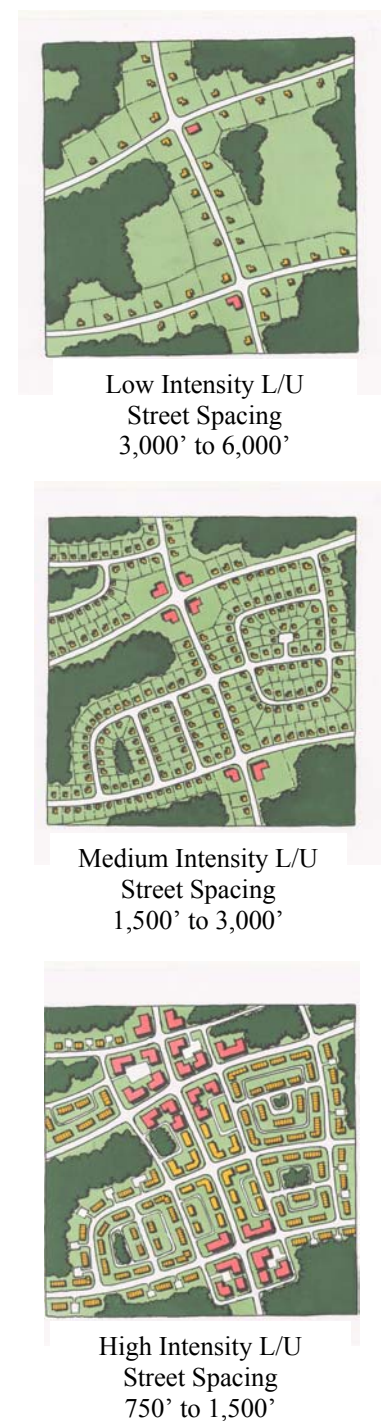 Low Intensity L/U
Street Spacing
3,000’ to 6,000’
Medium Intensity L/U
Street Spacing
1,500’ to 3,000’
High Intensity L/U
Street Spacing
750’ to 1,500’